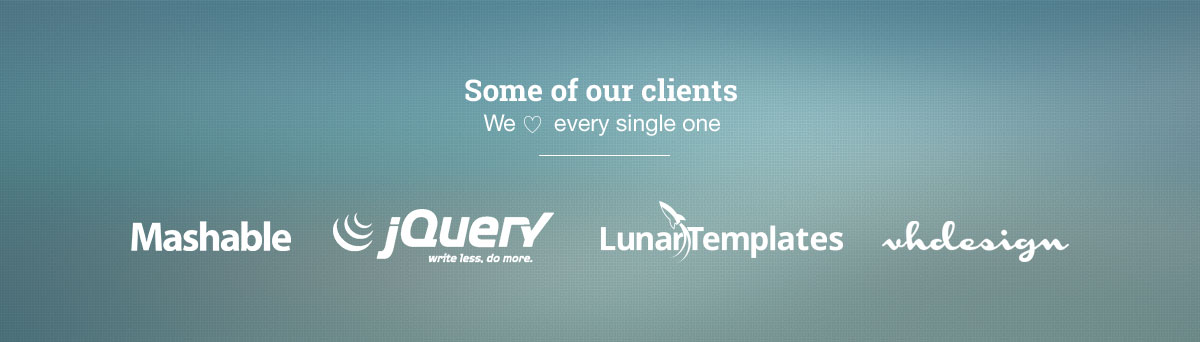 Some of our clients
We ♡ every single one
Mashable
jQuery
write less, do more.
LunarTemplates
vhdesign